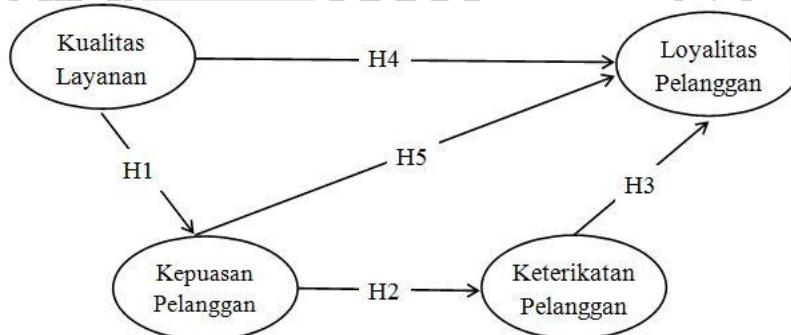 Kualitas
Layanan
H4
Loyalitas
Pelanggan
H1
H5
H3
Kepuasan
Pelanggan
H2
Keterikatan
Pelanggan